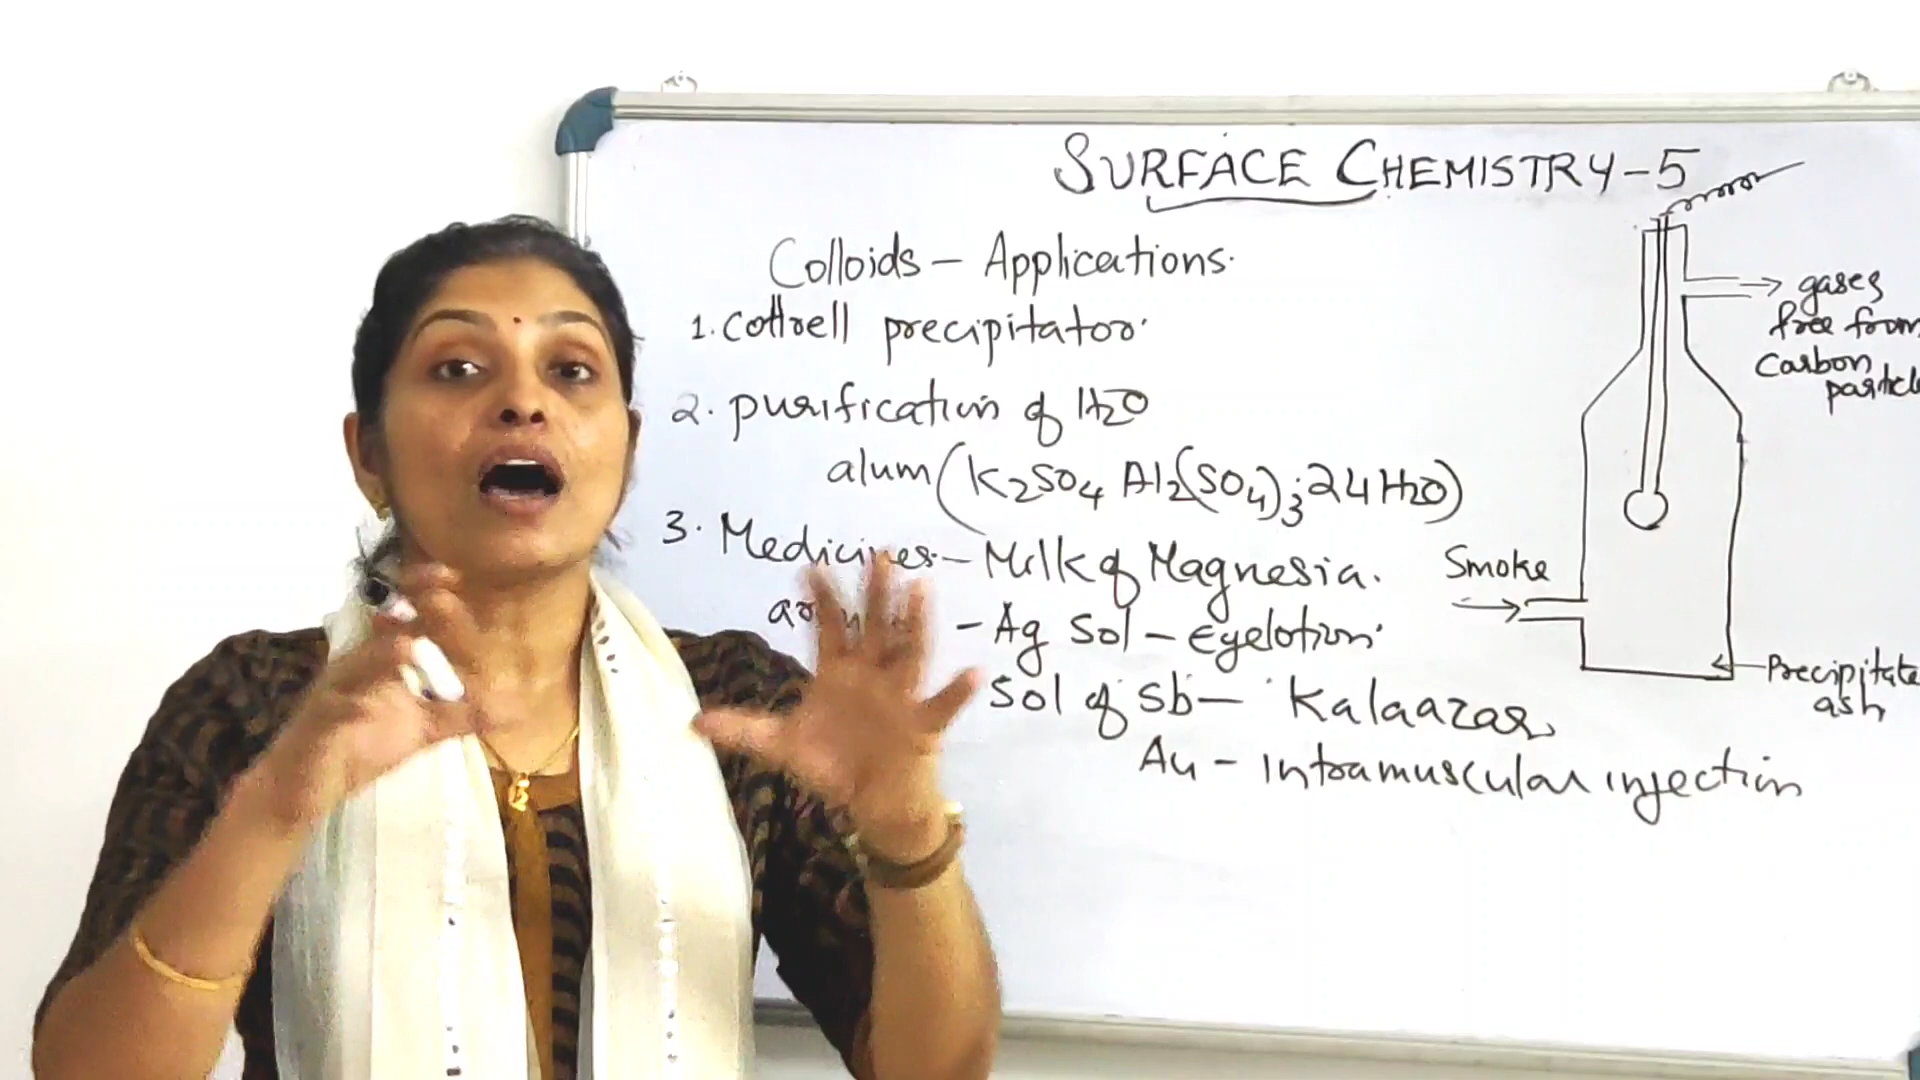 SURFACE CHEMISTRY-5
Colloids - Applications.
1. Cottrell precipitator
2. purification of H2O
alum (K2SO4 Al2(SO4)3 24H2O)
3. Medicines - Milk of Magnesia.
- Ag Sol - Eyelotion
Sol of Sb - Kalaazar
Au - Intramuscular injection
gases
free from
Carbon
Smoke
Precipitate
ash